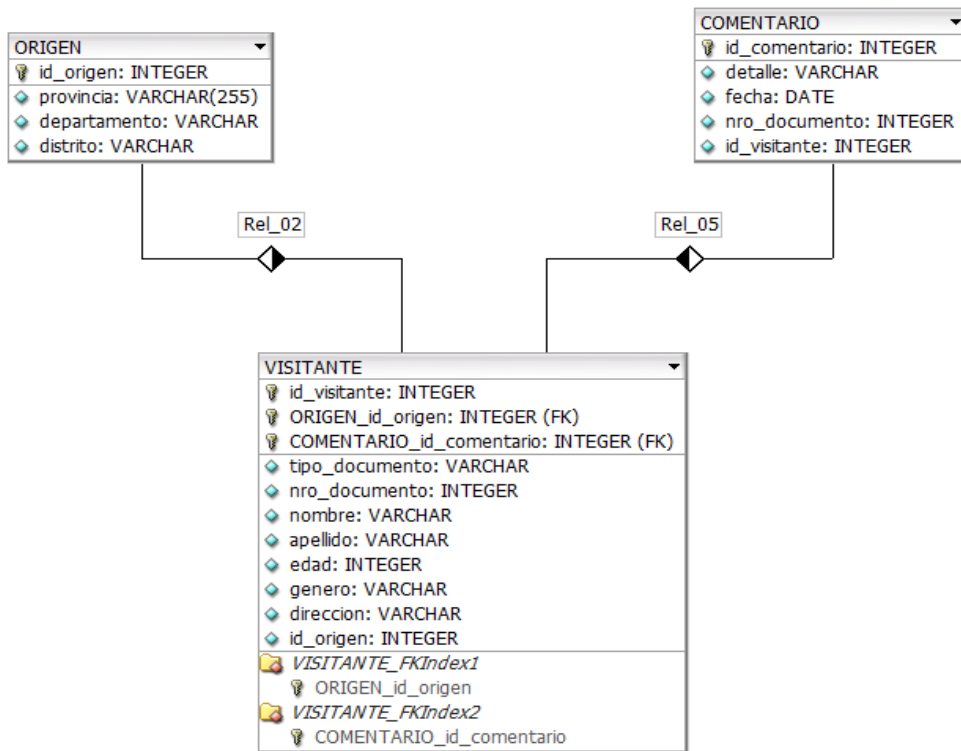 ORIGEN
id_origen: INTEGER
provincia: VARCHAR(255)
departamento: VARCHAR
distrito: VARCHAR
COMENTARIO
id_comentario: INTEGER
detalle: VARCHAR
fecha: DATE
nro_documento: INTEGER
id_visitante: INTEGER
Rel_02
Rel_05
VISITANTE
id_visitante: INTEGER
ORIGEN_id_origen: INTEGER (FK)
COMENTARIO_id_comentario: INTEGER (FK)
tipo_documento: VARCHAR
nro_documento: INTEGER
nombre: VARCHAR
apellido: VARCHAR
edad: INTEGER
genero: VARCHAR
direccion: VARCHAR
id_origen: INTEGER
VISITANTE_FKIndex1
ORIGEN_id_origen
VISITANTE_FKIndex2
COMENTARIO_id_comentario